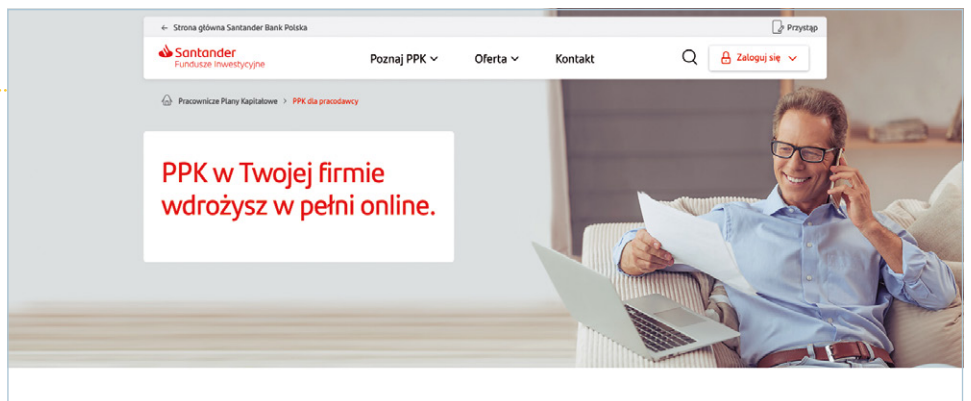 ← Strona główna Santander Bank Polska
Przystąp
Santander
Fundusze Inwestycyjne
Poznaj PPK
Oferta
Kontakt
Zaloguj się
Pracownicze Plany Kapitałowe > PPK dla pracodawcy
PPK w Twojej firmie
wdrożysz w pełni online.